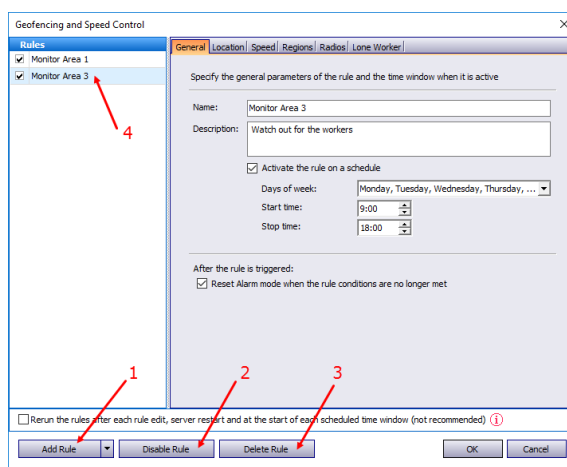 Geofencing and Speed Control
Rules
General Location Speed Regions Radios Lone Worker
Monitor Area 1
Monitor Area 3
4
Specify the general parameters of the rule and the time window when it is active
Name: Monitor Area 3
Description: Watch out for the workers
Activate the rule on a schedule
Days of week: Monday, Tuesday, Wednesday, Thursday, ...
Start time: 9:00
Stop time: 18:00
After the rule is triggered:
Reset Alarm mode when the rule conditions are no longer met
1 2 3
Rerun the rules after each rule edit, server restart and at the start of each scheduled time window (not recommended) i
Add Rule Disable Rule Delete Rule OK Cancel